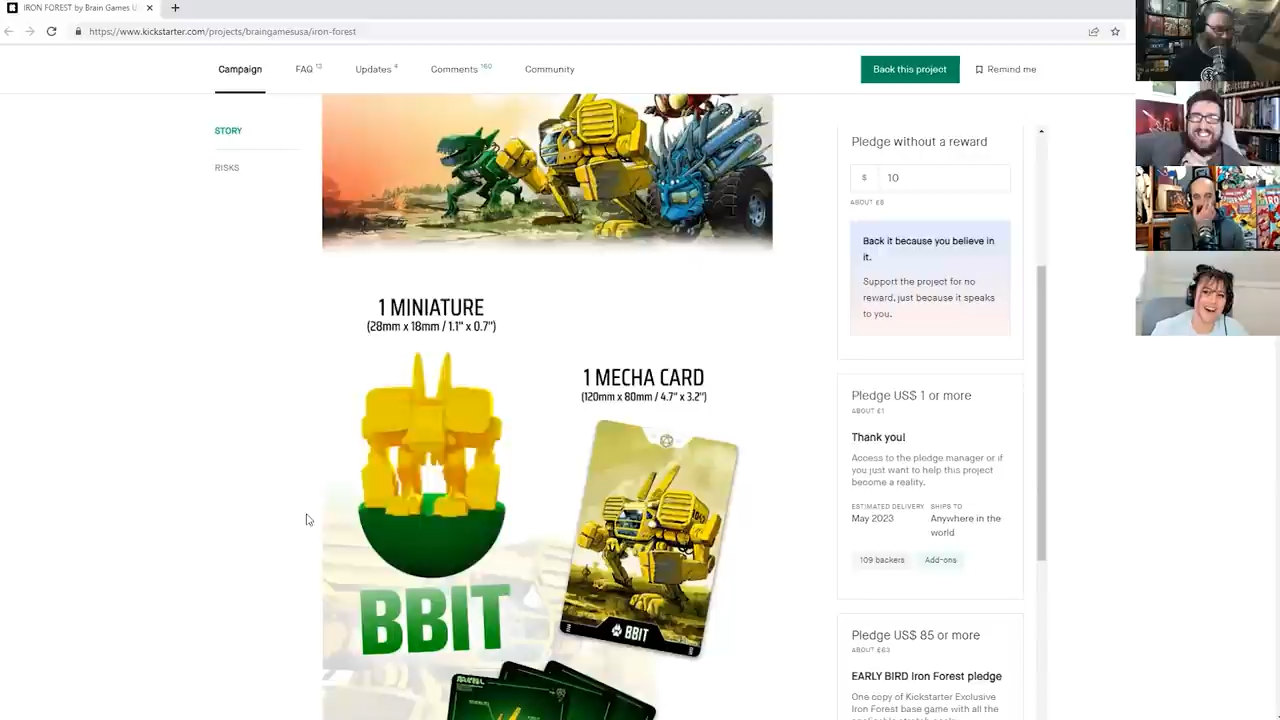 IRON FOREST by Brain Games U
https://www.kickstarter.com/projects/braingamesusa/iron-forest
Campaign
FAQ 12
Updates 4
Comments 160
Community
Back this project
Remind me
STORY
RISKS
1 MINIATURE
(28mm x 18mm / 1.1" x 0.7")
1 MECHA CARD
(120mm x 80mm / 4.7" x 3.2")
BBIT
BBIT
Pledge without a reward
$ 10
ABOUT £8
Back it because you believe in
it.
Support the project for no
reward, just because it speaks
to you.
Pledge US$ 1 or more
ABOUT £1
Thank you!
Access to the pledge manager or if
you just want to help this project
become a reality.
ESTIMATED DELIVERY
May 2023
SHIPS TO
Anywhere in the
world
109 backers
Add-ons
Pledge US$ 85 or more
ABOUT £63
EARLY BIRD Iron Forest pledge
One copy of Kickstarter Exclusive
Iron Forest base game with all the